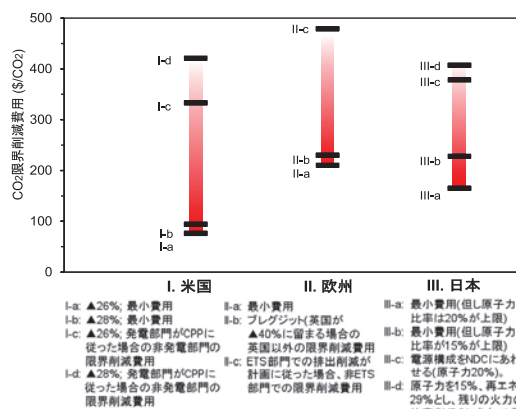 CO2限界削減費用 ($/CO2)
500
400
300
200
100
0
I-d
I-c
I-b
I-a
II-c
II-b
II-a
III-d
III-c
III-b
III-a
I. 米国
II. 欧州
III. 日本
I-a: ▲26%; 最小費用
I-b: ▲28%; 最小費用
I-c: ▲26%, 発電部門がCPPに
従った場合の非発電部門の
限界削減費用
I-d: ▲28%; 発電部門がCPPに
従った場合の非発電部門の
限界削減費用
II-a: 最小費用
II-b: ブレグジット(英国が
▲40%に留まる場合の
英国以外の限界削減費用
II-c: ETS部門での排出削減が
計画に従った場合、非ETS
部門での限界削減費用
III-a: 最小費用(但し原子力
比率は20%が上限)
III-b: 最小費用(但し原子力
比率が15%が上限)
III-c: 電源構成をNDCにあれ
せる(原子力20%)。
III-d: 原子力を15%、再エネ
29%とし、残りの火力の